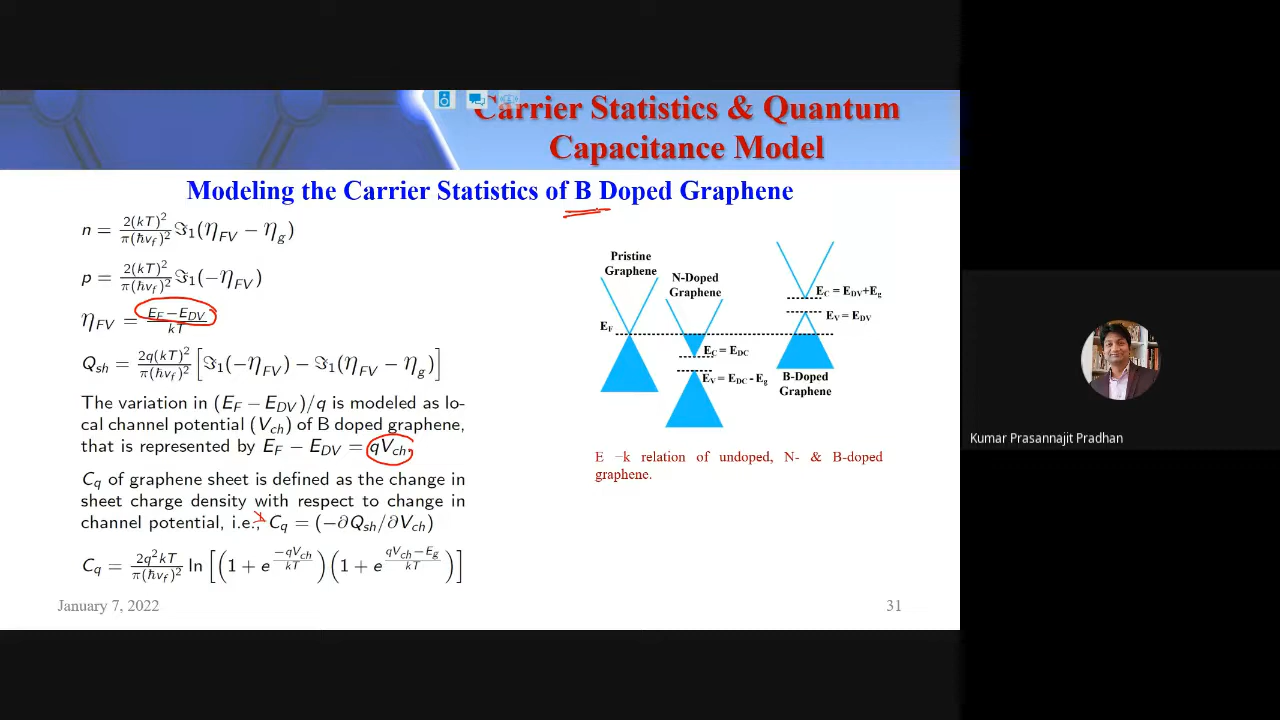 Carrier Statistics & Quantum
Capacitance Model
Modeling the Carrier Statistics of B Doped Graphene
n = 2(kT)²/π(ħv_f)² ℑ₁(η_FV − η_g)
p = 2(kT)²/π(ħv_f)² ℑ₁(−η_FV)
η_FV = E_F−E_DV/kT
Q_sh = 2q(kT)²/π(ħv_f)² [ℑ₁(−η_FV) − ℑ₁(η_FV − η_g)]
The variation in (E_F − E_DV)/q is modeled as lo-
cal channel potential (V_ch) of B doped graphene,
that is represented by E_F − E_DV = qV_ch.
C_q of graphene sheet is defined as the change in
sheet charge density with respect to change in
channel potential, i.e., C_q = (−∂Q_sh/∂V_ch)
C_q = 2q²kT/π(ħv_f)² ln[(1 + e^(−qV_ch/kT))(1 + e^(qV_ch−E_g/kT))]
Pristine
Graphene
N-Doped
Graphene
E_C = E_DV+E_g
E_V = E_DV
E_F
E_C = E_DC
E_V = E_DC - E_g
B-Doped
Graphene
E −k relation of undoped, N- & B-doped
graphene.
January 7, 2022
31
Kumar Prasannajit Pradhan